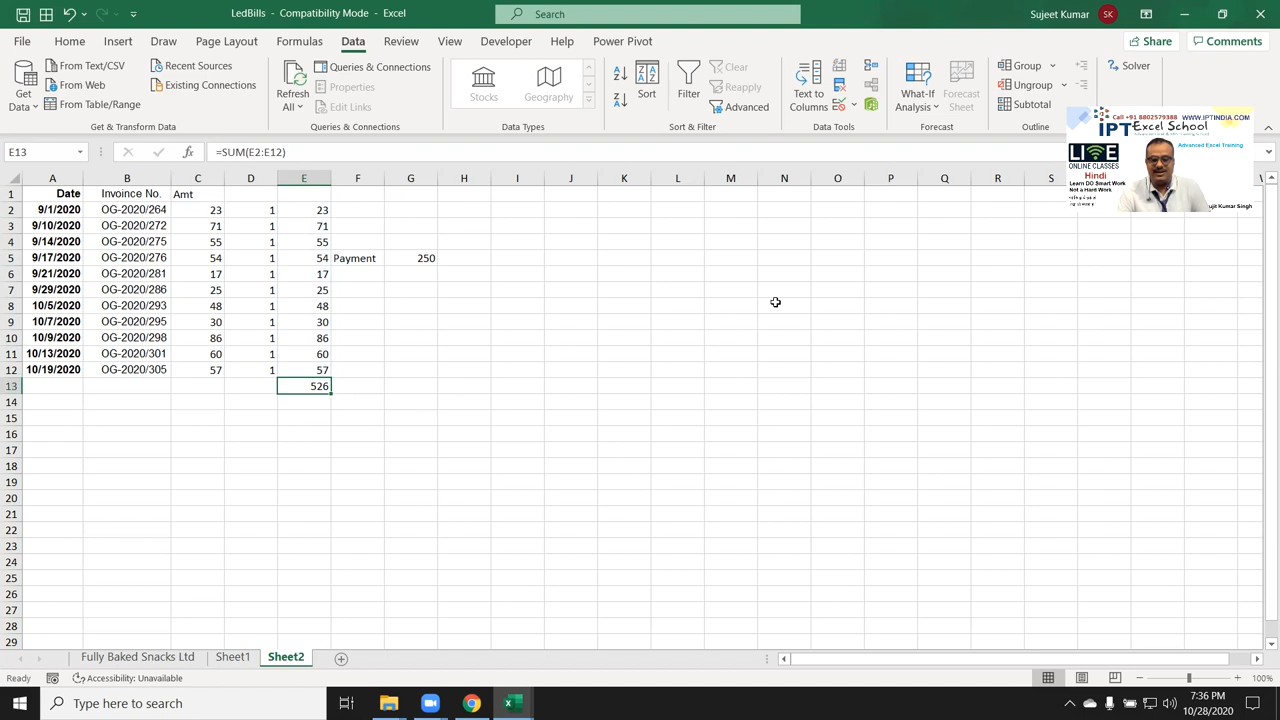 Search
AutoSave
Untitled 1 - Excel
Sujeet Kumar
File Home Insert Draw Page Layout Formulas Data Review View Developer Help Power Pivot
Share Comments
Get Data
From Text/CSV
From Web
From Table/Range
Recent Sources
Existing Connections
Get & Transform Data
Refresh All
Queries & Connections
Properties
Edit Links
Queries & Connections
Stocks
Geography
Data Types
Sort
Filter
Clear
Reapply
Advanced
Sort & Filter
Text to Columns
Data Tools
What-If Analysis
Forecast Sheet
Forecast
Group
Ungroup
Subtotal
Outline
Solver
Call +91 8802579388 WWW.IPTINDIA.COM
IPT Excel School
LIVE
ONLINE CLASSES
Hindi
Learn DO Smart Work
Not a Hard Work
Advanced Excel Training
ujit Kumar Singh
E13 fx =SUM(E2:E12)
A B C D E F G H I J K L M N O P Q R S T U V
1 Date Invoince No. Amt
2 9/1/2020 OG-2020/264 23 1 23
3 9/10/2020 OG-2020/272 71 1 71
4 9/14/2020 OG-2020/275 55 1 55
5 9/17/2020 OG-2020/276 54 1 54 Payment 250
6 9/21/2020 OG-2020/281 17 1 17
7 9/29/2020 OG-2020/286 25 1 25
8 10/5/2020 OG-2020/293 48 1 48
9 10/7/2020 OG-2020/295 30 1 30
10 10/9/2020 OG-2020/298 86 1 86
11 10/13/2020 OG-2020/301 60 1 60
12 10/19/2020 OG-2020/305 57 1 57
13 526
14
15
16
17
18
19
20
21
22
23
24
25
26
27
28
29
Fully Baked Snacks Ltd Sheet1 Sheet2
Ready Accessibility: Unavailable 100%
Type here to search
7:36 PM
10/28/2020